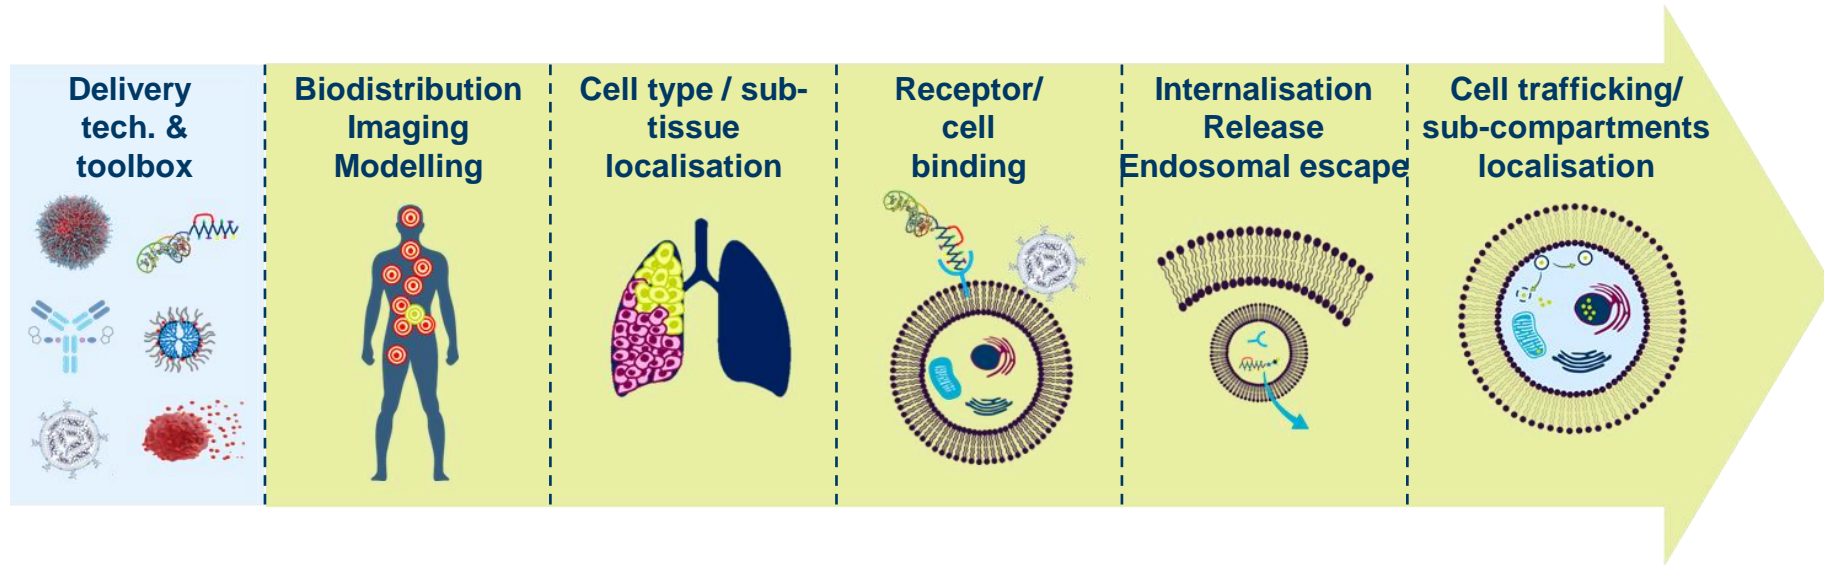 Delivery
tech. &
toolbox
Biodistribution
Imaging
Modelling
Cell type / sub-
tissue
localisation
Receptor/
cell
binding
Internalisation
Release
Endosomal escape
Cell trafficking/
sub-compartments
localisation